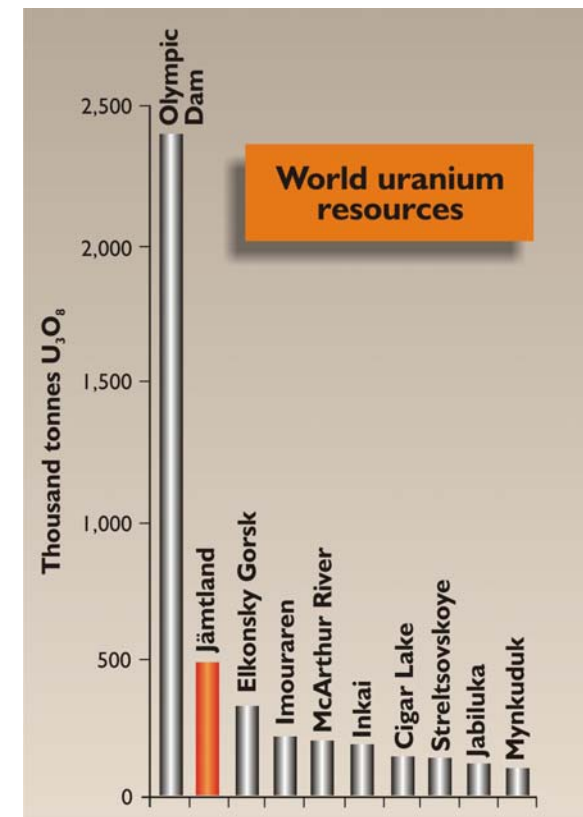 World uranium
resources
Thousand tonnes U₃O₈
2,500
2,000
1,500
1,000
500
0
Olympic
Dam
Jämtland
Elkonsky Gorsk
Imouraren
McArthur River
Inkai
Cigar Lake
Streltsovskoye
Jabiluka
Mynkuduk